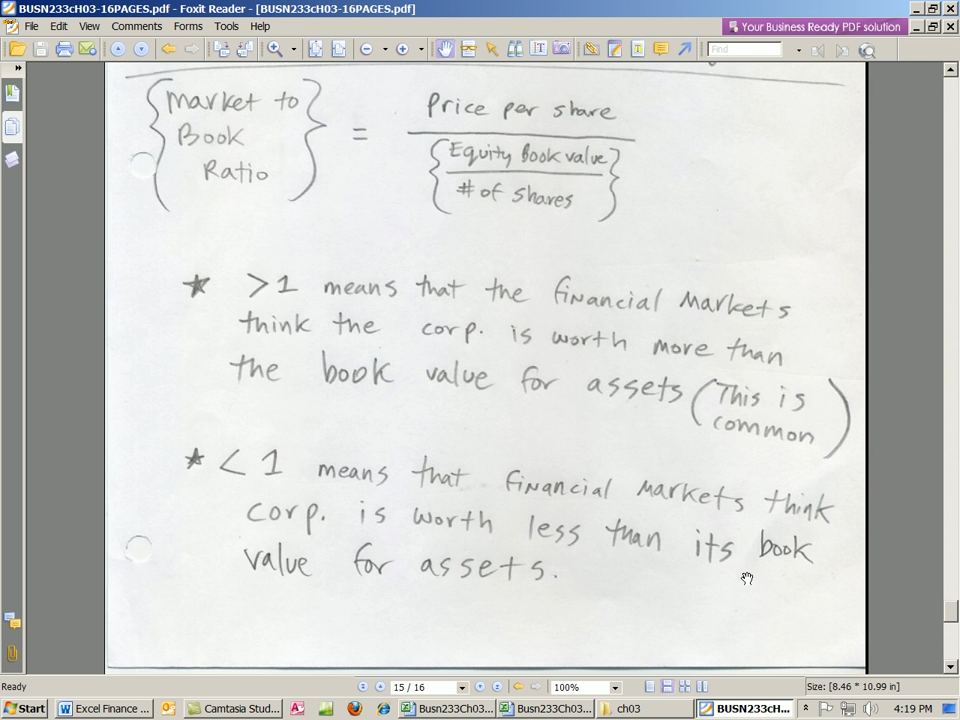 BUSN233cH03-16PAGES.pdf - Foxit Reader - [BUSN233cH03-16PAGES.pdf]
File Edit View Comments Forms Tools Help
Your Business Ready PDF solution
Find
Market to Book Ratio = Price per share
Equity Book value
# of shares
>1 means that the financial markets
think the corp. is worth more than
the book value for assets (This is
common)
< 1 means that financial markets think
corp. is worth less than its book
value for assets.
Ready
15 / 16
100%
Size: [8.46 * 10.99 in]
Start
Excel Finance ...
Camtasia Stud...
Busn233cH03...
Busn233cH03...
ch03
BUSN233cH...
4:19 PM